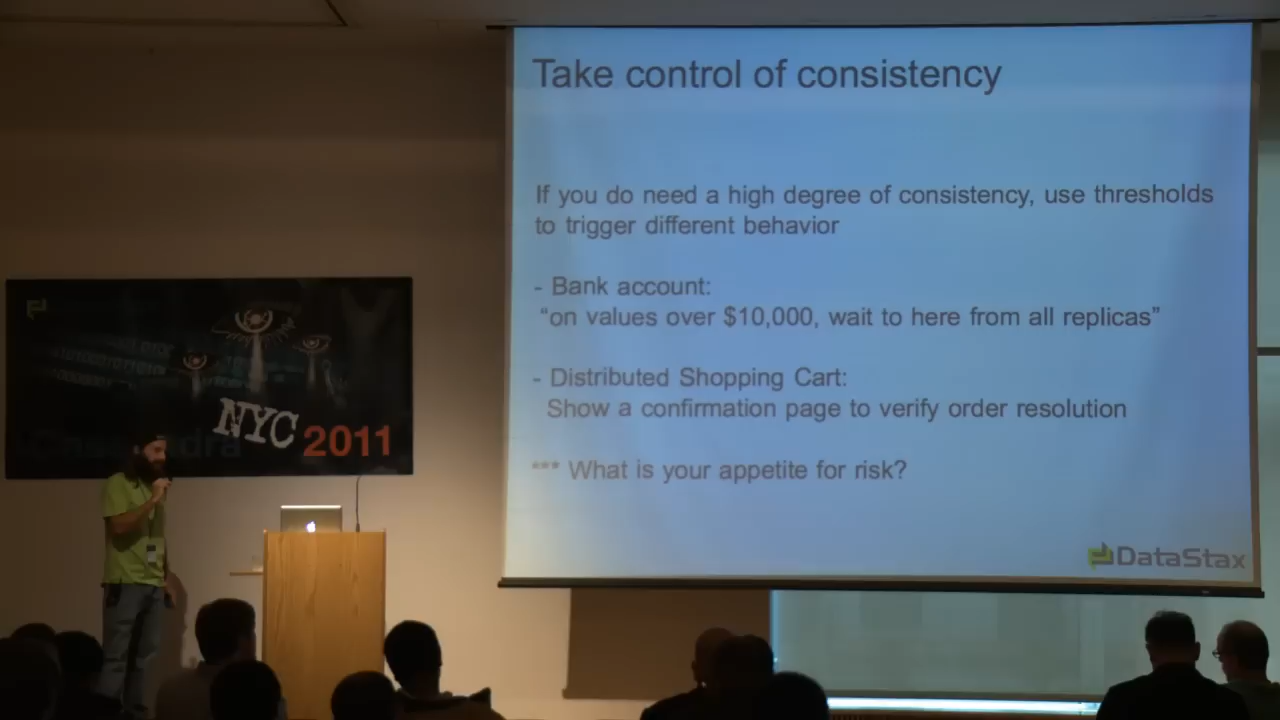 Take control of consistency
If you do need a high degree of consistency, use thresholds
to trigger different behavior
- Bank account:
“on values over $10,000, wait to here from all replicas”
- Distributed Shopping Cart:
Show a confirmation page to verify order resolution
*** What is your appetite for risk?
DataStax
NYC
2011